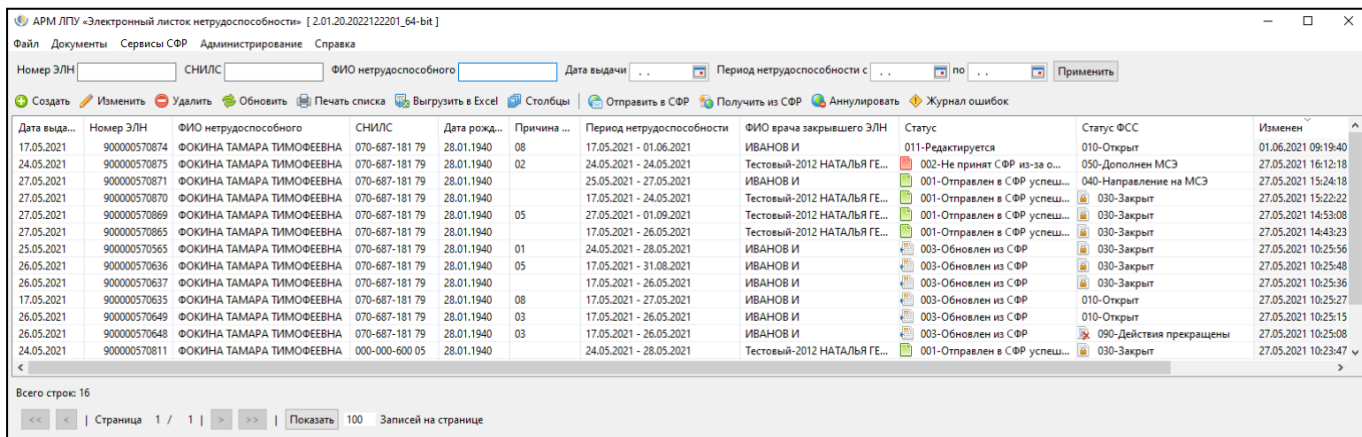 АРМ ЛПУ «Электронный листок нетрудоспособности» [ 2.01.20.2022122201_64-bit ]
Файл Документы Сервисы СФР Администрирование Справка
Номер ЭЛН СНИЛС ФИО нетрудоспособного Дата выдачи . . Период нетрудоспособности с . . по . . Применить
Создать Изменить Удалить Обновить Печать списка Выгрузить в Excel Столбцы Отправить в СФР Получить из СФР Аннулировать Журнал ошибок
Дата выда... Номер ЭЛН ФИО нетрудоспособного СНИЛС Дата рожд... Причина ... Период нетрудоспособности ФИО врача закрывшего ЭЛН Статус Статус ФСС Изменен
17.05.2021 900000570874 ФОКИНА ТАМАРА ТИМОФЕЕВНА 070-687-181 79 28.01.1940 08 17.05.2021 - 01.06.2021 ИВАНОВ И 011-Редактируется 010-Открыт 01.06.2021 09:19:40
24.05.2021 900000570875 ФОКИНА ТАМАРА ТИМОФЕЕВНА 070-687-181 79 28.01.1940 02 24.05.2021 - 24.05.2021 Тестовый-2012 НАТАЛЬЯ ГЕ... 002-Не принят СФР из-за о... 050-Дополнен МСЭ 27.05.2021 16:12:18
27.05.2021 900000570871 ФОКИНА ТАМАРА ТИМОФЕЕВНА 070-687-181 79 28.01.1940 25.05.2021 - 27.05.2021 ИВАНОВ И 001-Отправлен в СФР успеш... 040-Направление на МСЭ 27.05.2021 15:24:18
27.05.2021 900000570870 ФОКИНА ТАМАРА ТИМОФЕЕВНА 070-687-181 79 28.01.1940 17.05.2021 - 24.05.2021 Тестовый-2012 НАТАЛЬЯ ГЕ... 001-Отправлен в СФР успеш... 030-Закрыт 27.05.2021 15:22:22
27.05.2021 900000570869 ФОКИНА ТАМАРА ТИМОФЕЕВНА 070-687-181 79 28.01.1940 05 27.05.2021 - 01.09.2021 Тестовый-2012 НАТАЛЬЯ ГЕ... 001-Отправлен в СФР успеш... 030-Закрыт 27.05.2021 14:53:08
27.05.2021 900000570865 ФОКИНА ТАМАРА ТИМОФЕЕВНА 070-687-181 79 28.01.1940 17.05.2021 - 26.05.2021 Тестовый-2012 НАТАЛЬЯ ГЕ... 001-Отправлен в СФР успеш... 030-Закрыт 27.05.2021 14:43:23
25.05.2021 900000570565 ФОКИНА ТАМАРА ТИМОФЕЕВНА 070-687-181 79 28.01.1940 01 24.05.2021 - 28.05.2021 ИВАНОВ И 003-Обновлен из СФР 030-Закрыт 27.05.2021 10:25:56
26.05.2021 900000570636 ФОКИНА ТАМАРА ТИМОФЕЕВНА 070-687-181 79 28.01.1940 05 17.05.2021 - 31.08.2021 ИВАНОВ И 003-Обновлен из СФР 030-Закрыт 27.05.2021 10:25:48
26.05.2021 900000570637 ФОКИНА ТАМАРА ТИМОФЕЕВНА 070-687-181 79 28.01.1940 17.05.2021 - 26.05.2021 ИВАНОВ И 003-Обновлен из СФР 030-Закрыт 27.05.2021 10:25:36
17.05.2021 900000570635 ФОКИНА ТАМАРА ТИМОФЕЕВНА 070-687-181 79 28.01.1940 08 17.05.2021 - 27.05.2021 ИВАНОВ И 003-Обновлен из СФР 010-Открыт 27.05.2021 10:25:27
26.05.2021 900000570649 ФОКИНА ТАМАРА ТИМОФЕЕВНА 070-687-181 79 28.01.1940 03 17.05.2021 - 26.05.2021 ИВАНОВ И 003-Обновлен из СФР 010-Открыт 27.05.2021 10:25:15
26.05.2021 900000570648 ФОКИНА ТАМАРА ТИМОФЕЕВНА 070-687-181 79 28.01.1940 03 17.05.2021 - 26.05.2021 ИВАНОВ И 003-Обновлен из СФР 090-Действия прекращены 27.05.2021 10:25:08
24.05.2021 900000570811 ФОКИНА ТАМАРА ТИМОФЕЕВНА 000-000-600 05 28.01.1940 24.05.2021 - 28.05.2021 Тестовый-2012 НАТАЛЬЯ ГЕ... 001-Отправлен в СФР успеш... 030-Закрыт 27.05.2021 10:23:47
Всего строк: 16
<< < | Страница 1 / 1 | > >> | Показать 100 Записей на странице